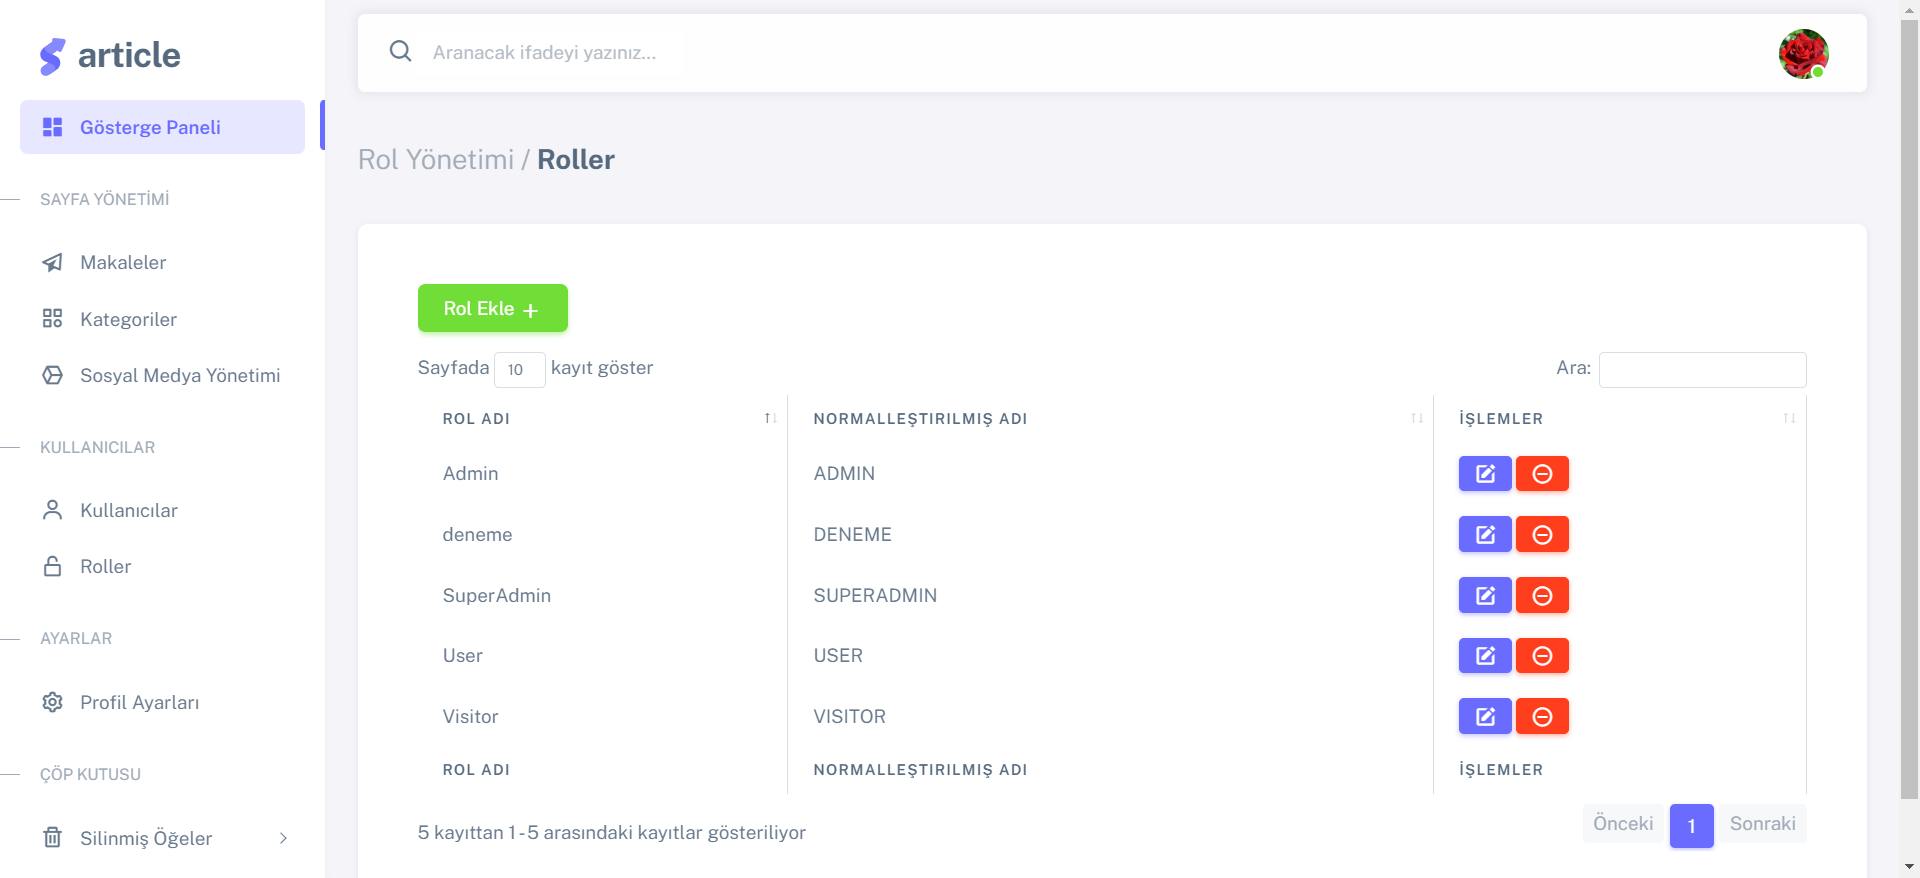 article
Aranacak ifadeyi yazınız...
Gösterge Paneli
Rol Yönetimi / Roller
SAYFA YÖNETİMİ
Makaleler
Kategoriler
Sosyal Medya Yönetimi
KULLANICILAR
Kullanıcılar
Roller
AYARLAR
Profil Ayarları
ÇÖP KUTUSU
Silinmiş Öğeler
Rol Ekle +
Sayfada 10 kayıt göster
Ara:
ROL ADI NORMALLEŞTIRILMIŞ ADI İŞLEMLER
Admin ADMIN
deneme DENEME
SuperAdmin SUPERADMIN
User USER
Visitor VISITOR
ROL ADI NORMALLEŞTIRILMIŞ ADI İŞLEMLER
5 kayıttan 1 - 5 arasındaki kayıtlar gösteriliyor
Önceki 1 Sonraki